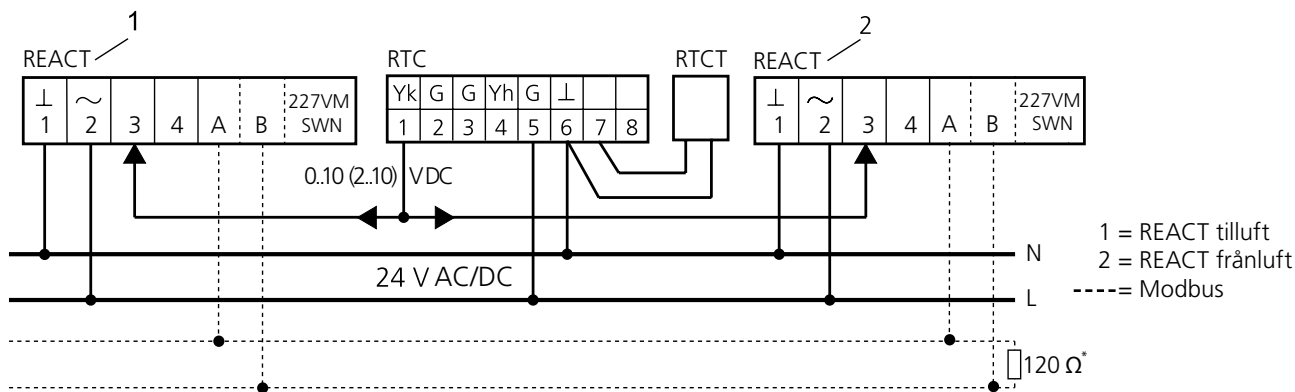 1
2
REACT
RTC
RTCT
REACT
⊥ ~ 227VM
1 2 3 4 A B SWN
Yk G G Yh G ⊥
1 2 3 4 5 6 7 8
⊥ ~ 227VM
1 2 3 4 A B SWN
0..10 (2..10) VDC
N
24 V AC/DC
L
1 = REACT tilluft
2 = REACT frånluft
----= Modbus
120 Ω*